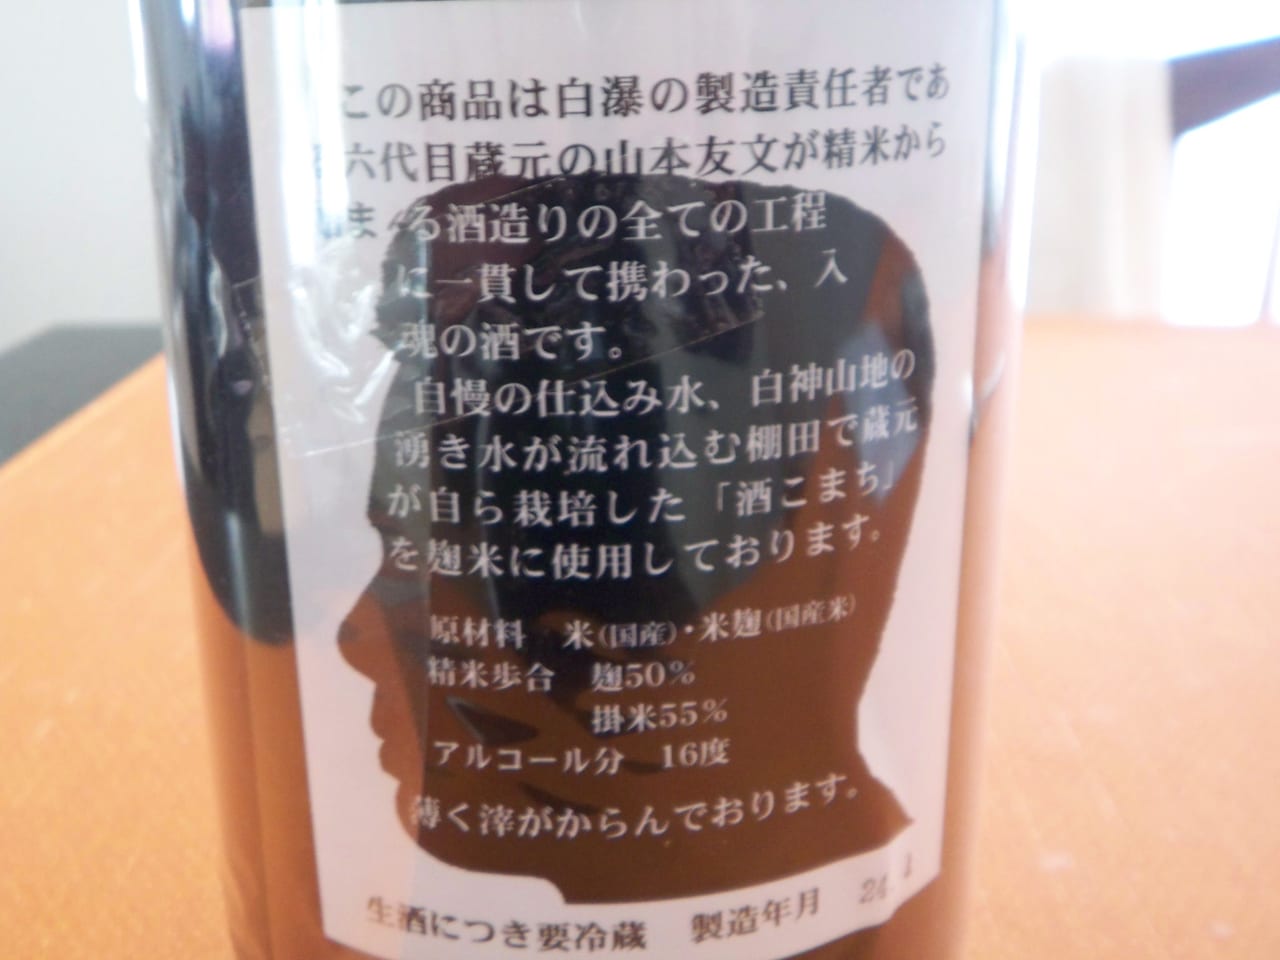 この商品は白瀑の製造責任者であ
る六代目蔵元の山本友文が精米から
まる酒造りの全ての工程
に一貫して携わった、入
魂の酒です。
自慢の仕込み水、白神山地の
湧き水が流れ込む棚田で蔵元
が自ら栽培した「酒こまち」
を麹米に使用しております。
原材料 米(国産)・米麹(国産米)
精米歩合 麹50%
掛米55%
アルコール分 16度
薄く滓がからんでおります。
生酒につき要冷蔵 製造年月 24